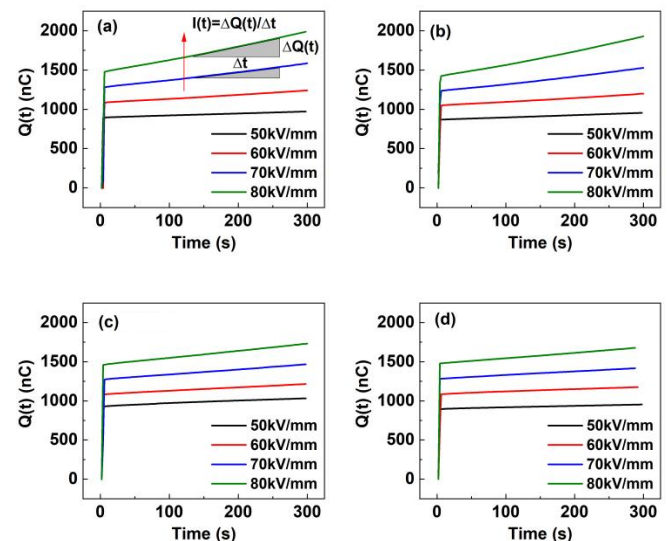 (a)
I(t)=ΔQ(t)/Δt
ΔQ(t)
Δt
Q(t) (nC)
2000
1500
1000
500
0
50kV/mm
60kV/mm
70kV/mm
80kV/mm
0 100 200 300
Time (s)
(b)
Q(t) (nC)
2000
1500
1000
500
0
50kV/mm
60kV/mm
70kV/mm
80kV/mm
0 100 200 300
Time (s)
(c)
Q(t) (nC)
2000
1500
1000
500
0
50kV/mm
60kV/mm
70kV/mm
80kV/mm
0 100 200 300
Time (s)
(d)
Q(t) (nC)
2000
1500
1000
500
0
50kV/mm
60kV/mm
70kV/mm
80kV/mm
0 100 200 300
Time (s)